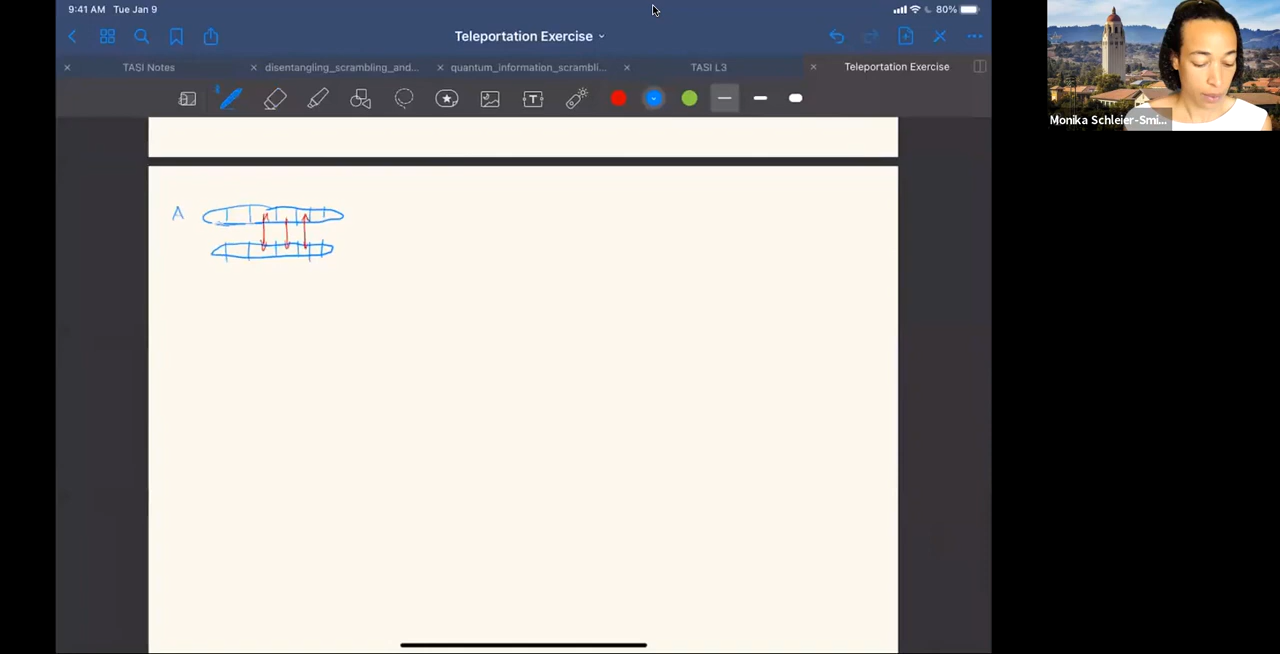 9:41 AM Tue Jan 9
80%
Teleportation Exercise
TASI Notes
disentangling_scrambling_and...
quantum_information_scrambli...
TASI L3
Teleportation Exercise
T
A
Monika Schleier-Smi...